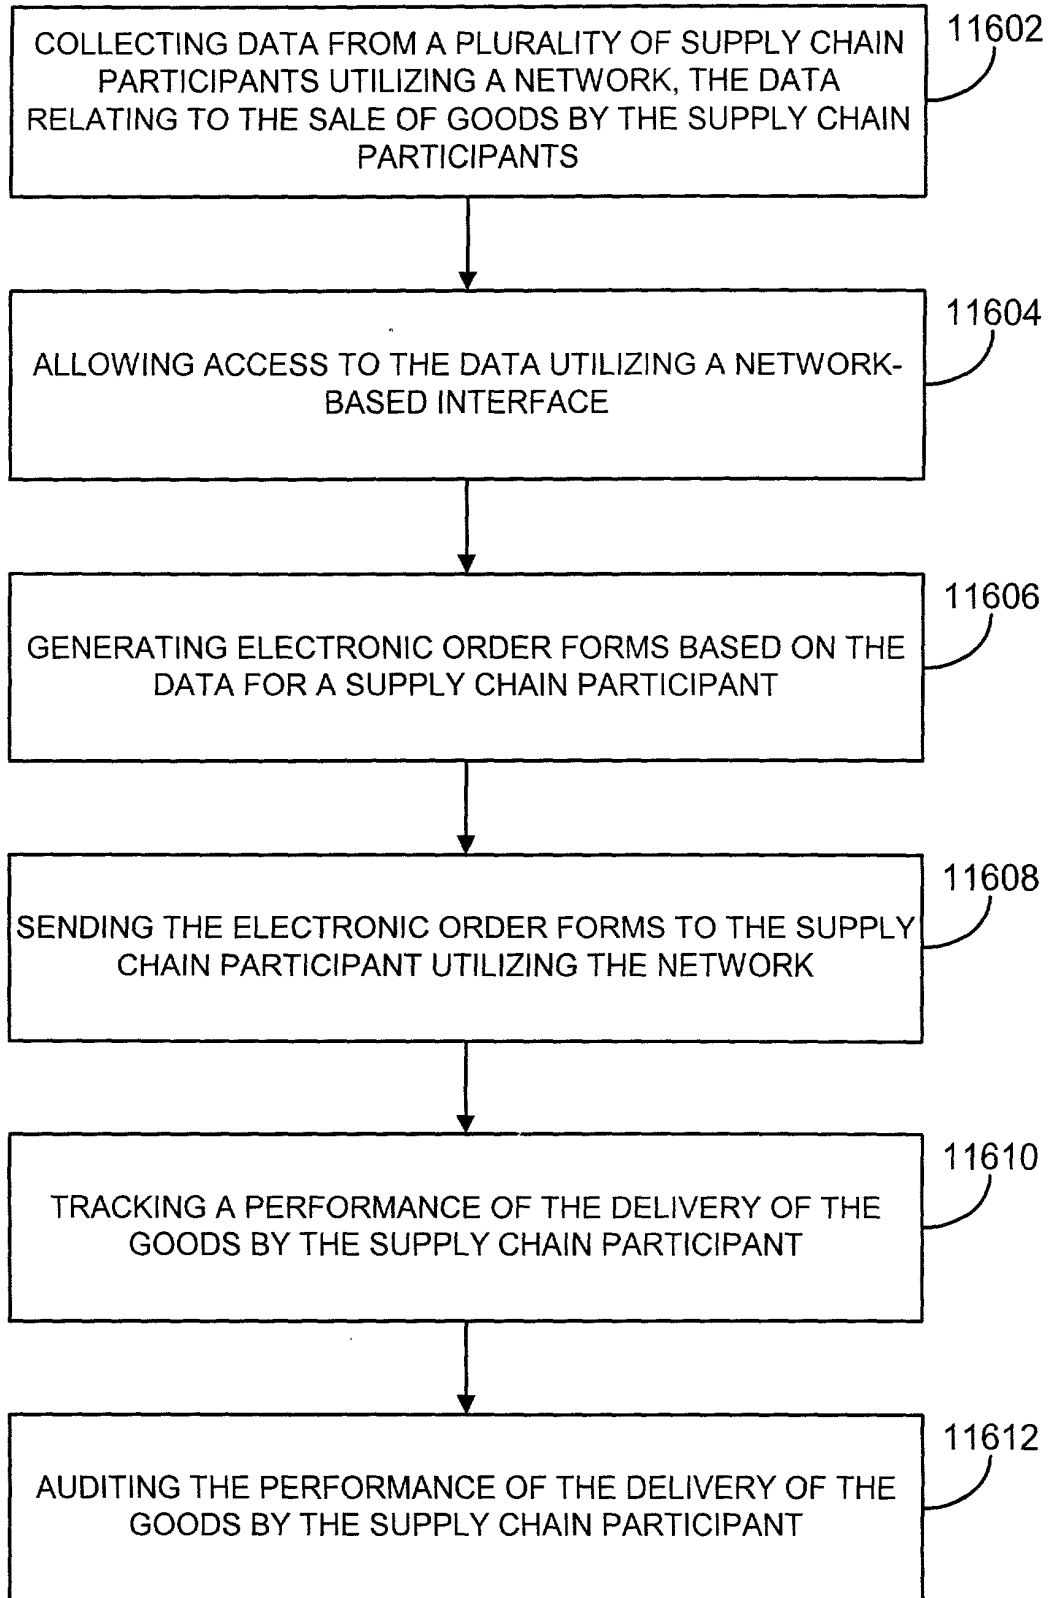 COLLECTING DATA FROM A PLURALITY OF SUPPLY CHAIN
PARTICIPANTS UTILIZING A NETWORK, THE DATA
RELATING TO THE SALE OF GOODS BY THE SUPPLY CHAIN
PARTICIPANTS
11602
ALLOWING ACCESS TO THE DATA UTILIZING A NETWORK-
BASED INTERFACE
11604
GENERATING ELECTRONIC ORDER FORMS BASED ON THE
DATA FOR A SUPPLY CHAIN PARTICIPANT
11606
SENDING THE ELECTRONIC ORDER FORMS TO THE SUPPLY
CHAIN PARTICIPANT UTILIZING THE NETWORK
11608
TRACKING A PERFORMANCE OF THE DELIVERY OF THE
GOODS BY THE SUPPLY CHAIN PARTICIPANT
11610
AUDITING THE PERFORMANCE OF THE DELIVERY OF THE
GOODS BY THE SUPPLY CHAIN PARTICIPANT
11612